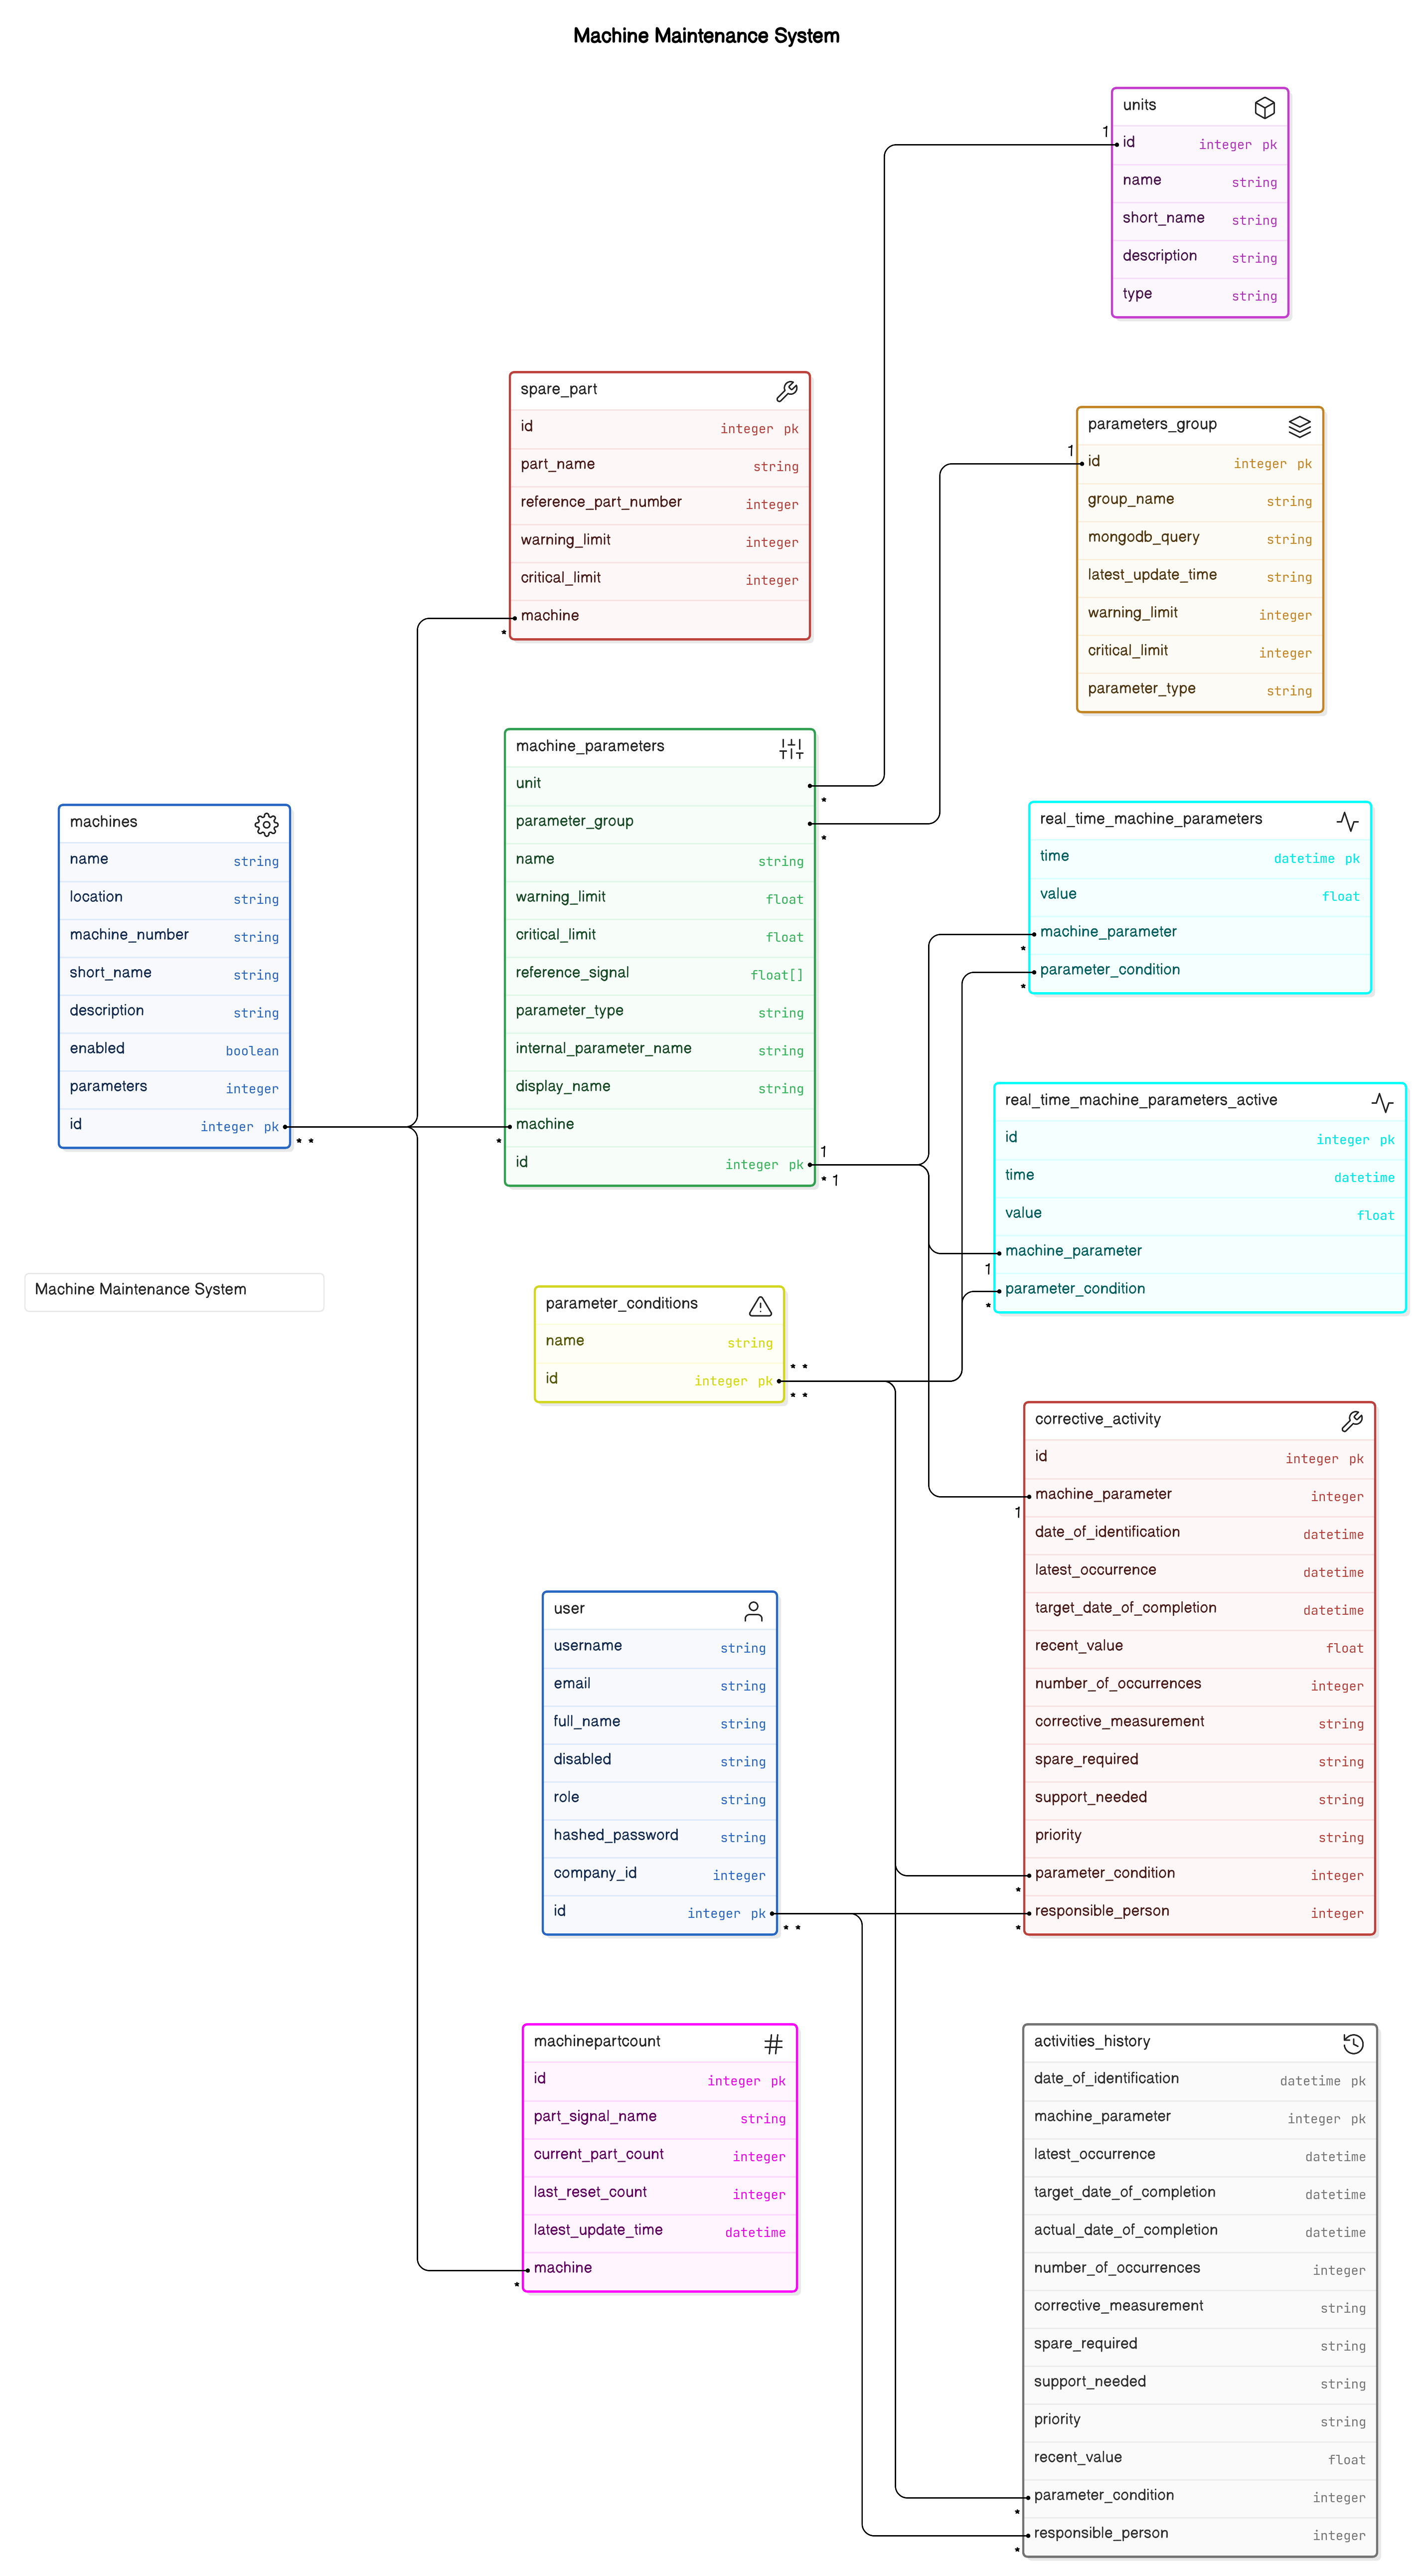 Machine Maintenance System
units
1
id integer pk
name string
short_name string
description string
type string
spare_part
id integer pk
part_name string
reference_part_number integer
warning_limit integer
critical_limit integer
machine
*
parameters_group
1
id integer pk
group_name string
mongodb_query string
latest_update_time string
warning_limit integer
critical_limit integer
parameter_type string
machine_parameters
unit
*
parameter_group
*
name string
warning_limit float
critical_limit float
reference_signal float[]
parameter_type string
internal_parameter_name string
display_name string
machine
*
1
id integer pk
* 1
machines
name string
location string
machine_number string
short_name string
description string
enabled boolean
parameters integer
id integer pk
* *
real_time_machine_parameters
time datetime pk
value float
machine_parameter
*
parameter_condition
*
real_time_machine_parameters_active
id integer pk
time datetime
value float
machine_parameter
1
parameter_condition
*
Machine Maintenance System
parameter_conditions
name string
* *
id integer pk
* *
corrective_activity
id integer pk
machine_parameter integer
1
date_of_identification datetime
latest_occurrence datetime
target_date_of_completion datetime
recent_value float
number_of_occurrences integer
corrective_measurement string
spare_required string
support_needed string
priority string
parameter_condition integer
*
responsible_person integer
*
user
username string
email string
full_name string
disabled string
role string
hashed_password string
company_id integer
id integer pk
* *
machinepartcount
id integer pk
part_signal_name string
current_part_count integer
last_reset_count integer
latest_update_time datetime
machine
*
activities_history
date_of_identification datetime pk
machine_parameter integer pk
latest_occurrence datetime
target_date_of_completion datetime
actual_date_of_completion datetime
number_of_occurrences integer
corrective_measurement string
spare_required string
support_needed string
priority string
recent_value float
parameter_condition integer
*
responsible_person integer
*